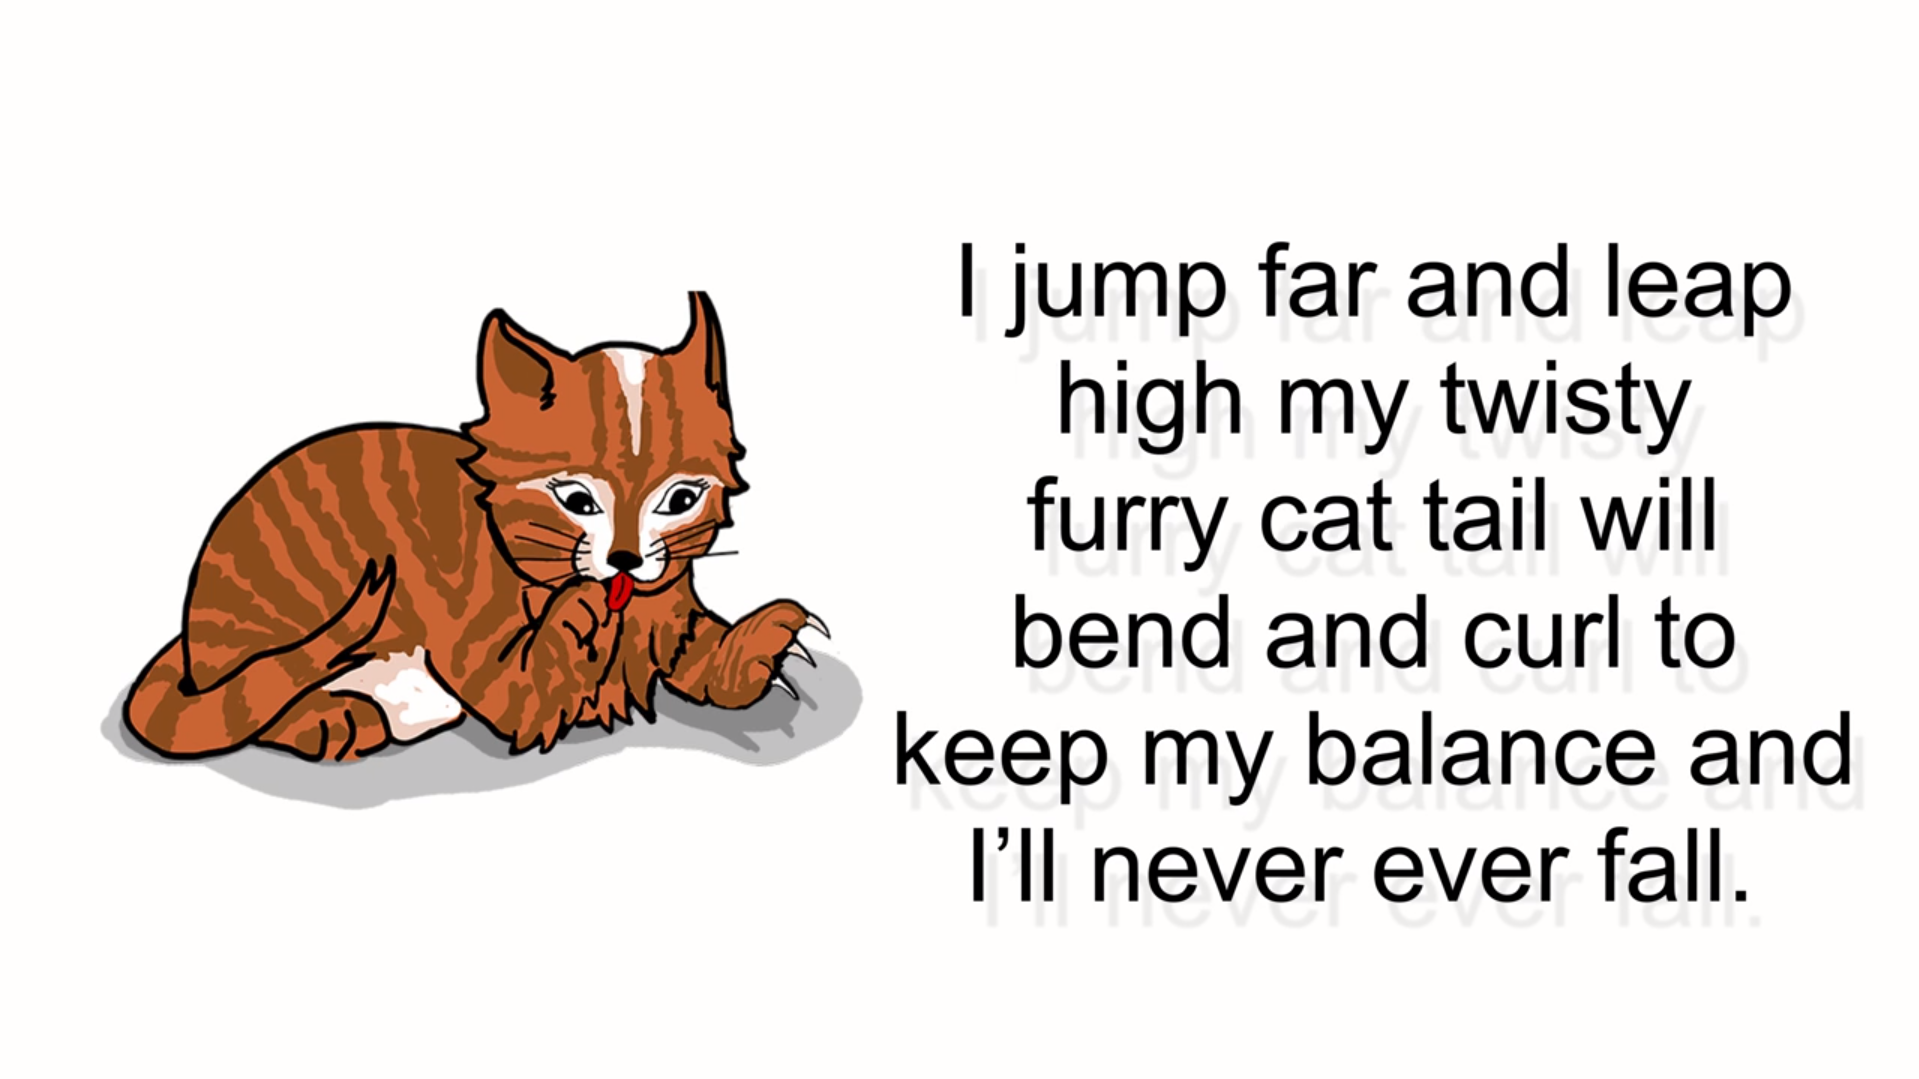 I jump far and leap
high my twisty
furry cat tail will
bend and curl to
keep my balance and
I’ll never ever fall.